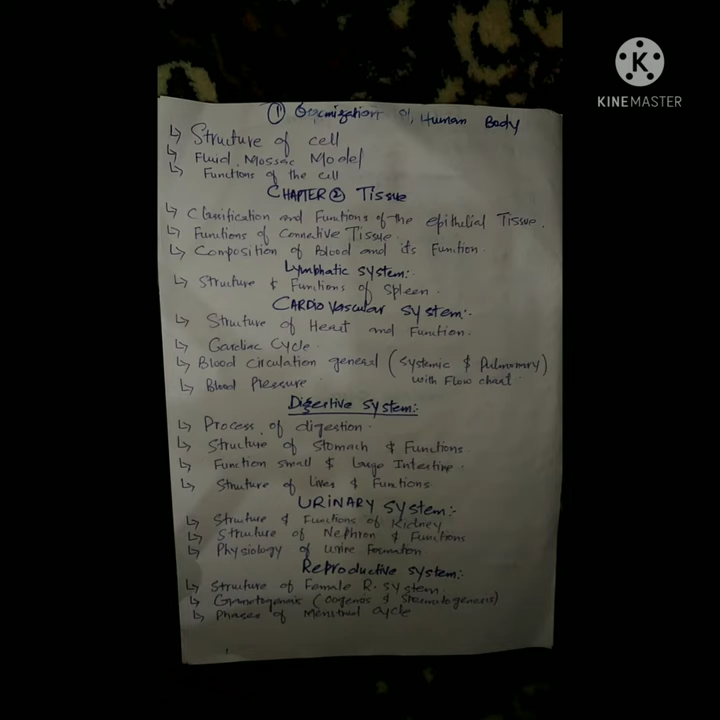 K
KINEMASTER
① Organization of Human Body
↳ Structure of cell
↳ Fluid Mossaic Model
↳ Functions of the cell
CHAPTER ② Tissue
↳ Classification and Functions of the epithelial Tissue.
↳ Functions of Connective Tissue.
↳ Composition of Blood and its Function.
Lymphatic System:-
↳ Structure & Functions of Spleen.
CARDIO Vascular System:-
↳ Structure of Heart and Function.
↳ Cardiac Cycle.
↳ Blood Circulation general (Systemic & Pulmonary)
with Flow chart
↳ Blood Pressure.
Digestive System:-
↳ Process of digestion.
↳ Structure of Stomach & Functions.
↳ Function small & large Intestine.
↳ Structure of Liver & Functions
URINARY System:-
↳ Structure & Functions of Kidney
↳ Structure of Nephron & Functions
↳ Physiology of urine Formation
Reproductive System:-
↳ Structure of Female R. System.
↳ (Oogenesis &
↳ Phases of Menstrual Cycle